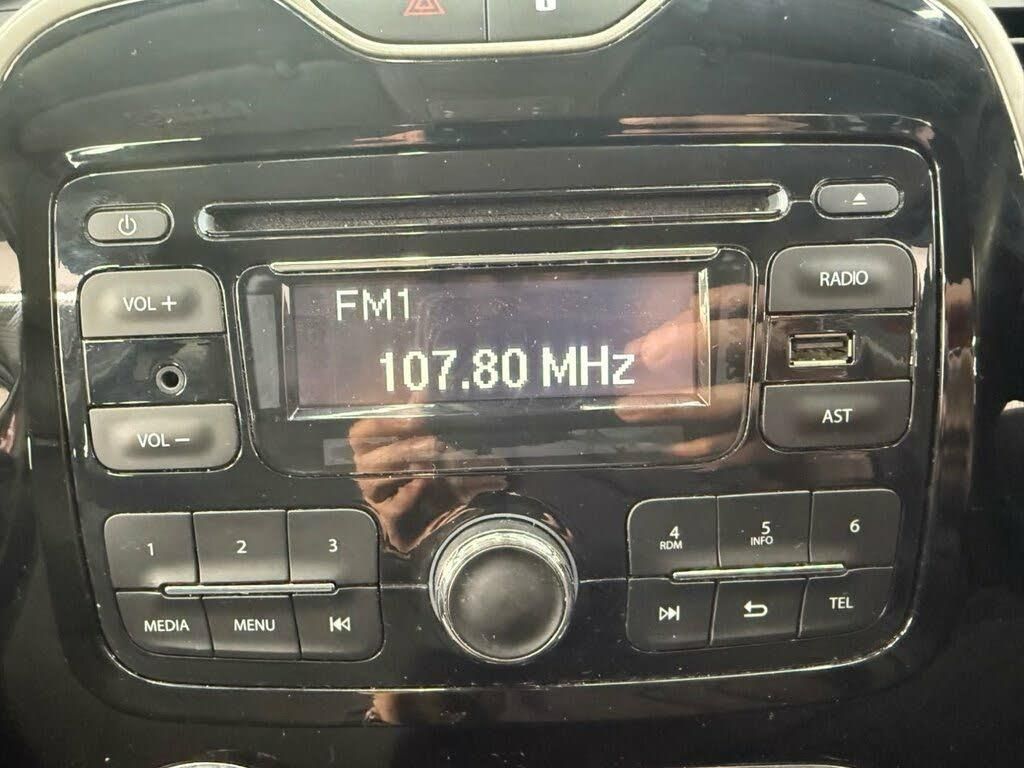 VOL +
FM1
107.80 MHz
RADIO
VOL –
AST
1
2
3
4
RDM
5
INFO
6
MEDIA
MENU
TEL